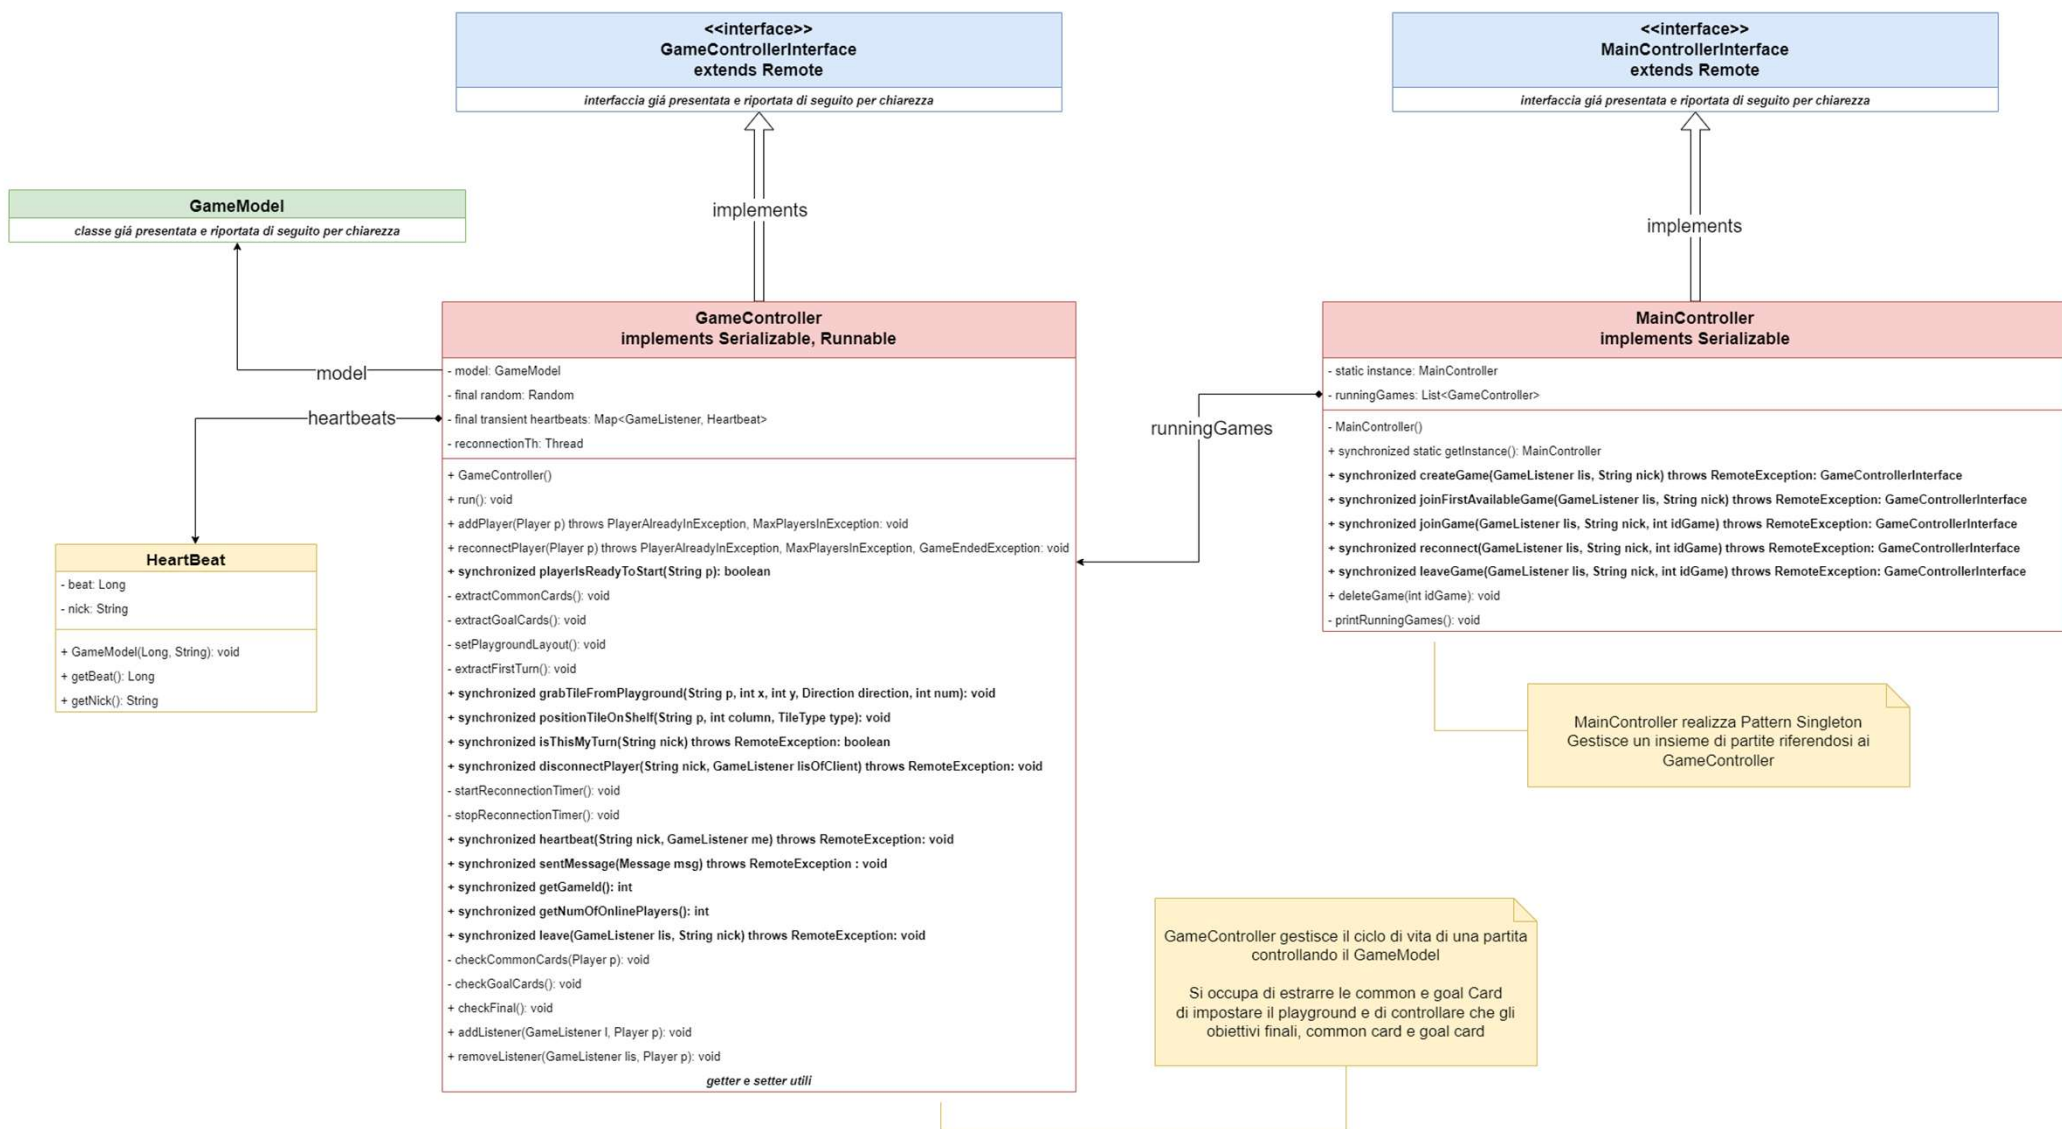 <<interface>>
GameControllerInterface
extends Remote
interfaccia giá presentata e riportata di seguito per chiarezza
<<interface>>
MainControllerInterface
extends Remote
interfaccia giá presentata e riportata di seguito per chiarezza
implements
implements
GameModel
classe giá presentata e riportata di seguito per chiarezza
model
heartbeats
GameController
implements Serializable, Runnable
- model: GameModel
- final random: Random
- final transient heartbeats: Map<GameListener, Heartbeat>
- reconnectionTh: Thread
+ GameController()
+ run(): void
+ addPlayer(Player p) throws PlayerAlreadyInException, MaxPlayersInException: void
+ reconnectPlayer(Player p) throws PlayerAlreadyInException, MaxPlayersInException, GameEndedException: void
+ synchronized playerIsReadyToStart(String p): boolean
- extractCommonCards(): void
- extractGoalCards(): void
- setPlaygroundLayout(): void
- extractFirstTurn(): void
+ synchronized grabTileFromPlayground(String p, int x, int y, Direction direction, int num): void
+ synchronized positionTileOnShelf(String p, int column, TileType type): void
+ synchronized isThisMyTurn(String nick) throws RemoteException: boolean
+ synchronized disconnectPlayer(String nick, GameListener lisOfClient) throws RemoteException: void
- startReconnectionTimer(): void
- stopReconnectionTimer(): void
+ synchronized heartbeat(String nick, GameListener me) throws RemoteException: void
+ synchronized sentMessage(Message msg) throws RemoteException : void
+ synchronized getGameId(): int
+ synchronized getNumOfOnlinePlayers(): int
+ synchronized leave(GameListener lis, String nick) throws RemoteException: void
- checkCommonCards(Player p): void
- checkGoalCards(): void
+ checkFinal(): void
+ addListener(GameListener l, Player p): void
+ removeListener(GameListener lis, Player p): void
getter e setter utili
runningGames
MainController
implements Serializable
- static instance: MainController
- runningGames: List<GameController>
- MainController()
+ synchronized static getInstance(): MainController
+ synchronized createGame(GameListener lis, String nick) throws RemoteException: GameControllerInterface
+ synchronized joinFirstAvailableGame(GameListener lis, String nick) throws RemoteException: GameControllerInterface
+ synchronized joinGame(GameListener lis, String nick, int idGame) throws RemoteException: GameControllerInterface
+ synchronized reconnect(GameListener lis, String nick, int idGame) throws RemoteException: GameControllerInterface
+ synchronized leaveGame(GameListener lis, String nick, int idGame) throws RemoteException: GameControllerInterface
+ deleteGame(int idGame): void
- printRunningGames(): void
HeartBeat
- beat: Long
- nick: String
+ GameModel(Long, String): void
+ getBeat(): Long
+ getNick(): String
MainController realizza Pattern Singleton
Gestisce un insieme di partite riferendosi ai
GameController
GameController gestisce il ciclo di vita di una partita
controllando il GameModel
Si occupa di estrarre le common e goal Card
di impostare il playground e di controllare che gli
obiettivi finali, common card e goal card